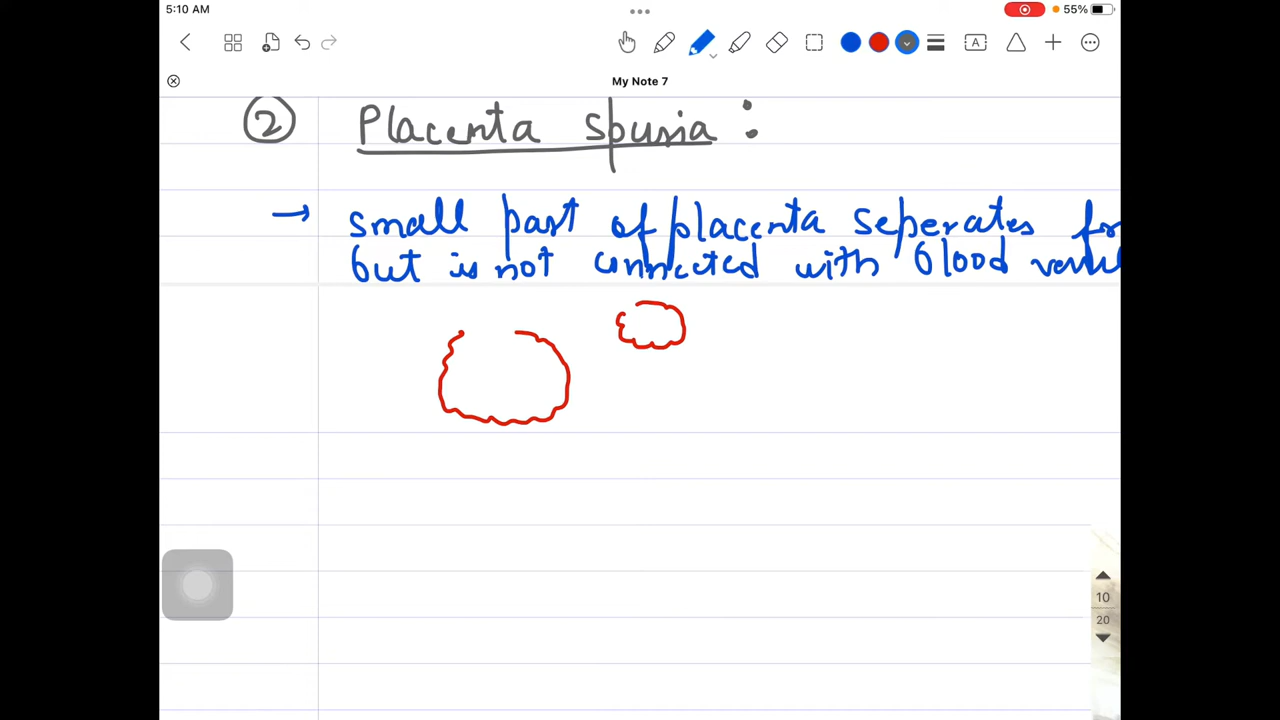 5:10 AM
55%
My Note 7
2 Placenta spuria :
→ small part of placenta seperates
but is not connected with blood
10
20